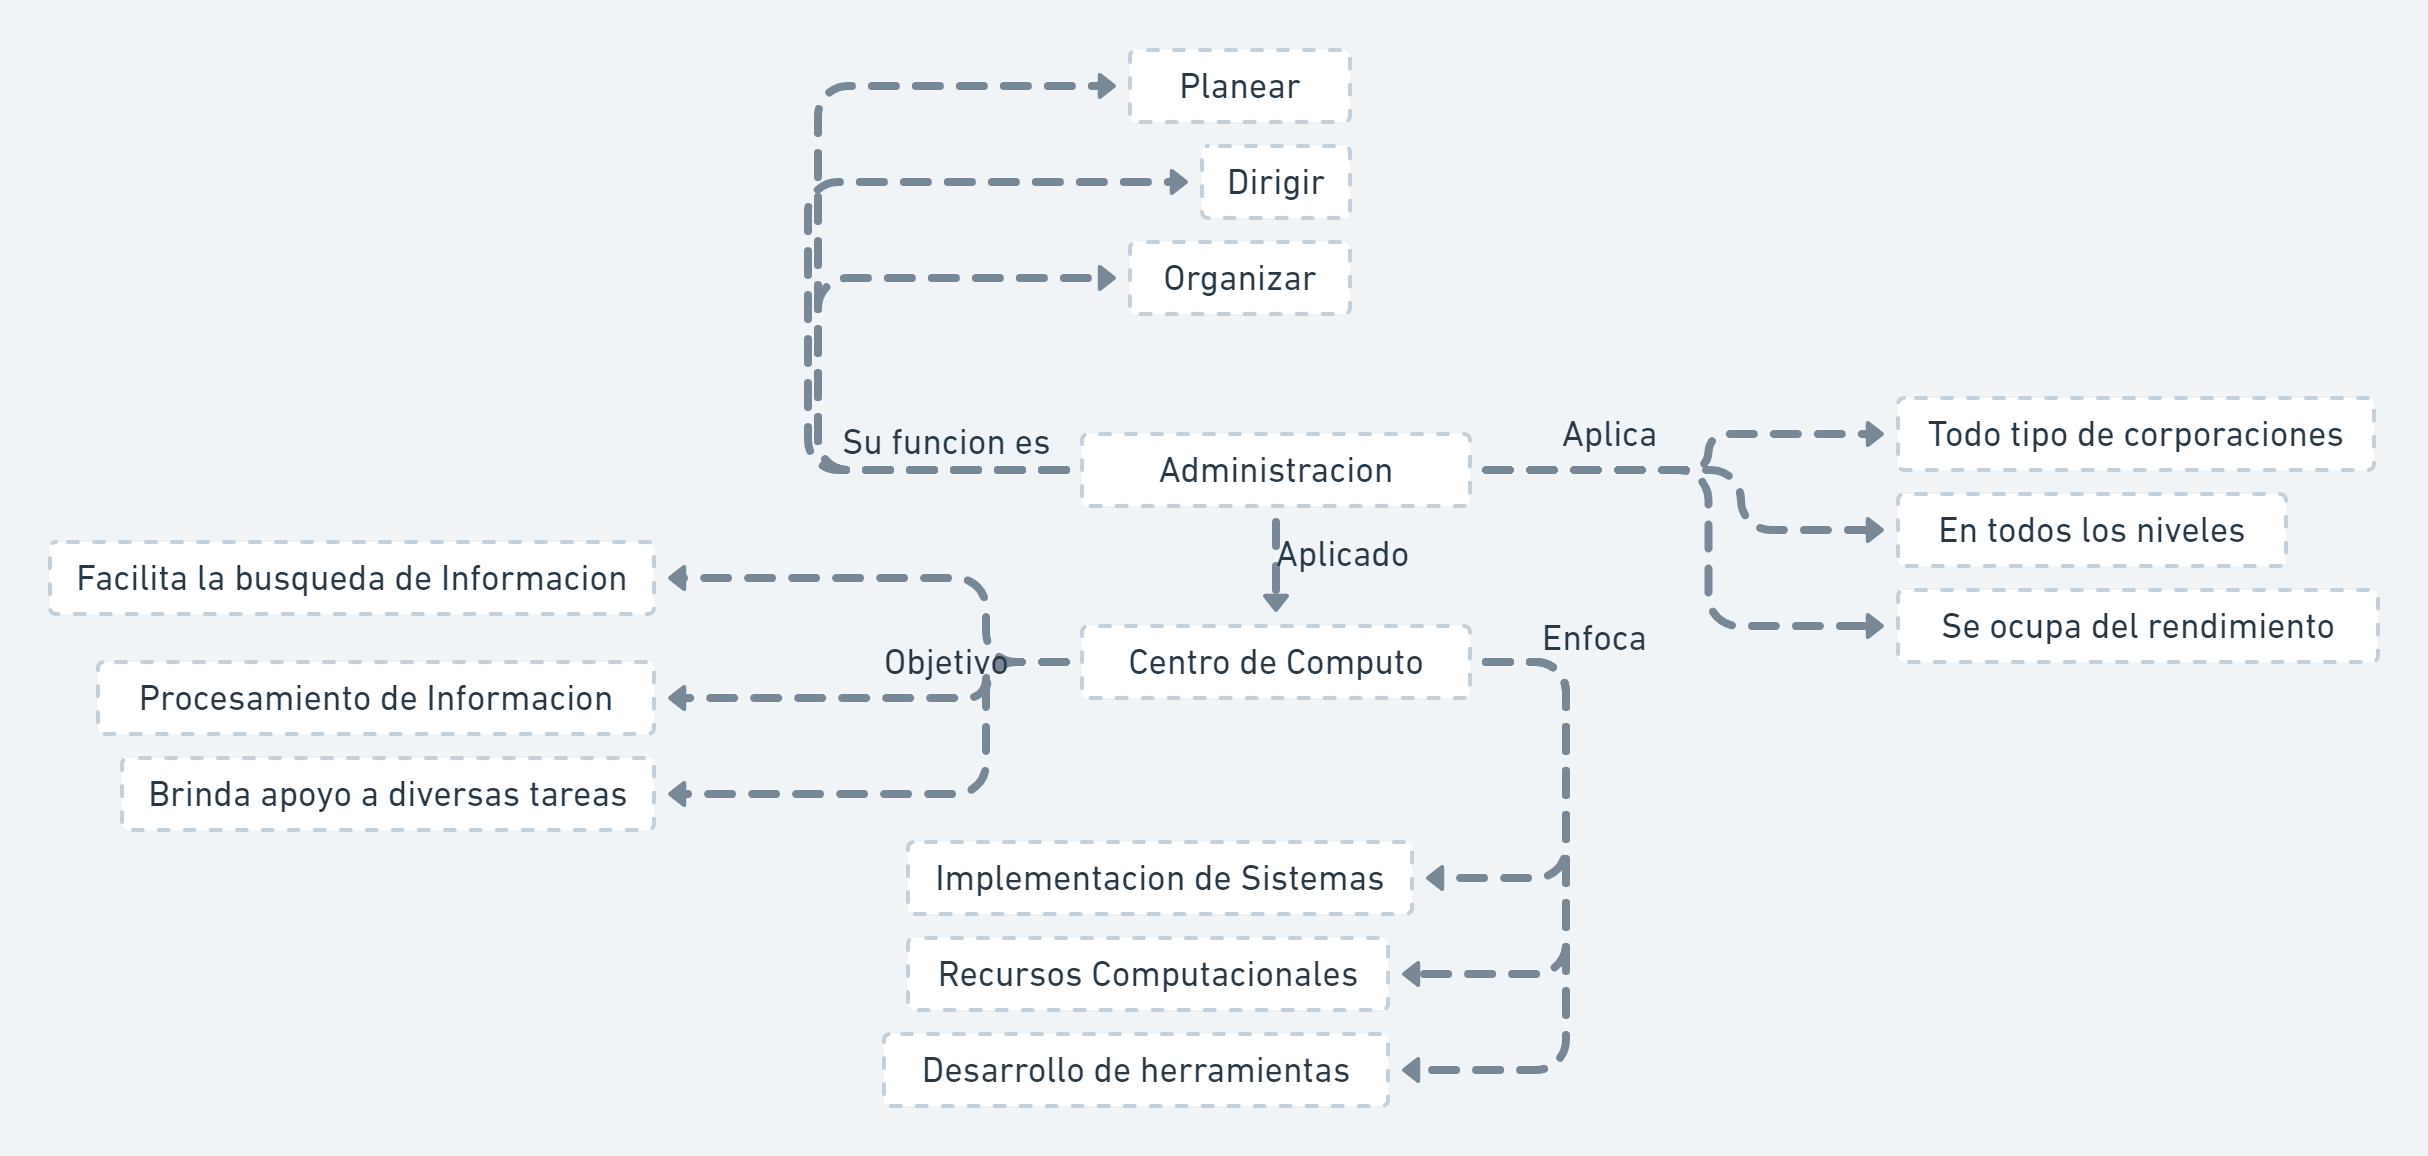 Planear
Dirigir
Organizar
Su funcion es
Administracion
Aplica
Todo tipo de corporaciones
En todos los niveles
Se ocupa del rendimiento
Aplicado
Facilita la busqueda de Informacion
Objetivo
Centro de Computo
Enfoca
Procesamiento de Informacion
Brinda apoyo a diversas tareas
Implementacion de Sistemas
Recursos Computacionales
Desarrollo de herramientas